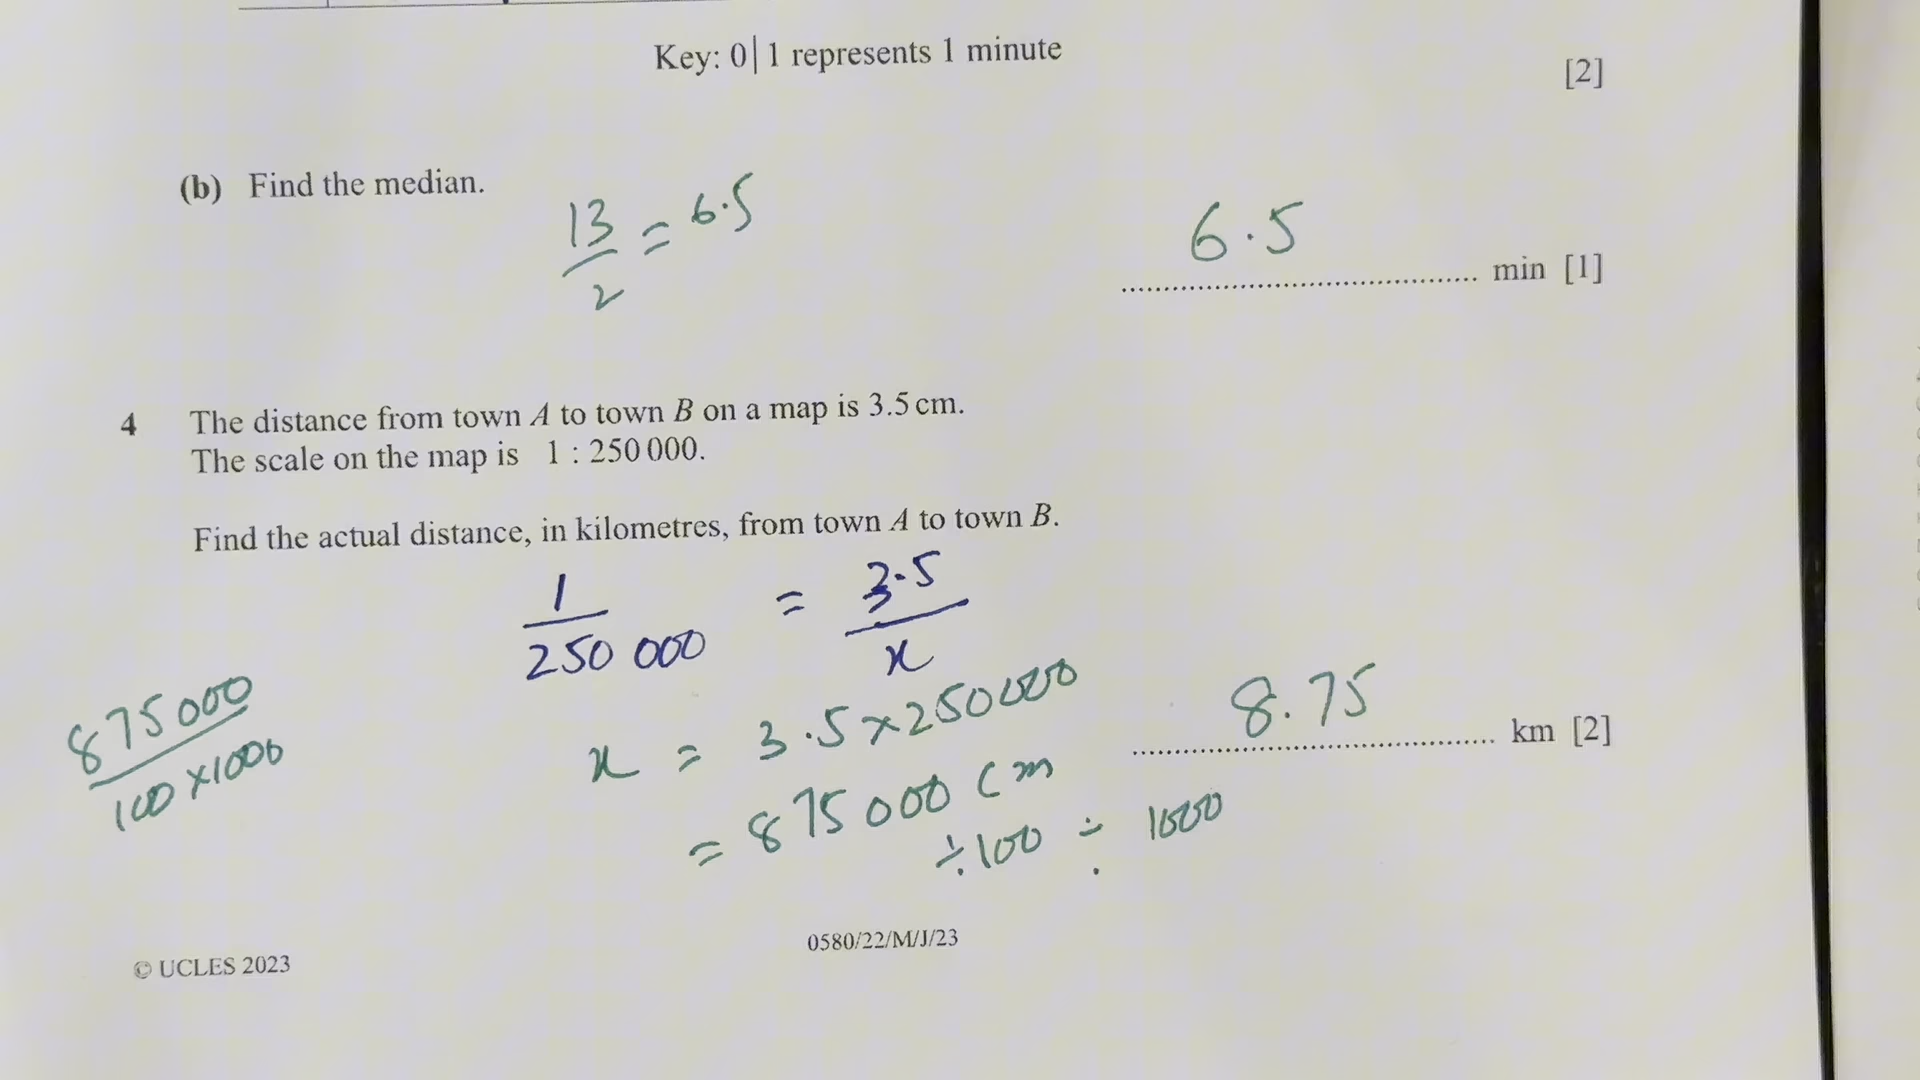 Key: 0| 1 represents 1 minute
[2]
(b) Find the median.
13/2 = 6.5
6.5
min [1]
4 The distance from town A to town B on a map is 3.5 cm.
The scale on the map is 1 : 250 000.
Find the actual distance, in kilometres, from town A to town B.
1/250 000 = 3.5/x
x = 3.5 × 250000
8.75
km [2]
= 875 000 cm
÷100 ÷ 1000
875 000/100 × 1000
0580/22/M/J/23
© UCLES 2023